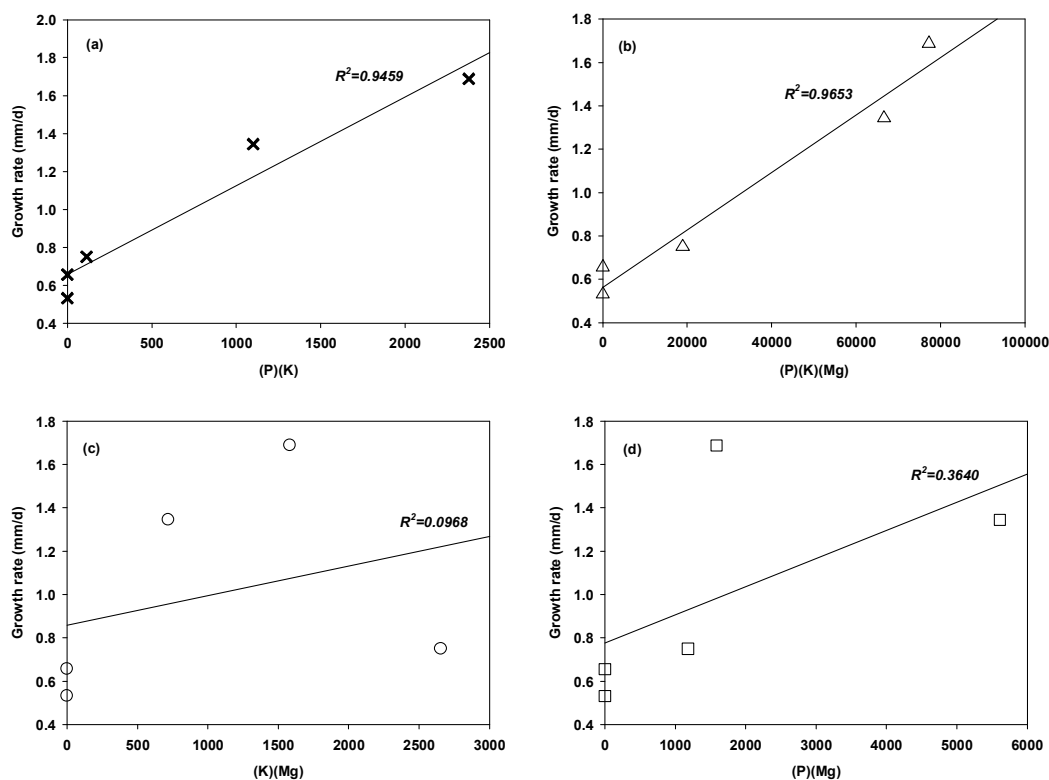 (a)
R²=0.9459
2.0
1.8
1.6
1.4
1.2
1.0
0.8
0.6
0.4
Growth rate (mm/d)
0 500 1000 1500 2000 2500
(P)(K)
(b)
R²=0.9653
1.8
1.6
1.4
1.2
1.0
0.8
0.6
0.4
Growth rate (mm/d)
0 20000 40000 60000 80000 100000
(P)(K)(Mg)
(c)
R²=0.0968
1.8
1.6
1.4
1.2
1.0
0.8
0.6
0.4
Growth rate (mm/d)
0 500 1000 1500 2000 2500 3000
(K)(Mg)
(d)
R²=0.3640
1.8
1.6
1.4
1.2
1.0
0.8
0.6
0.4
Growth rate (mm/d)
0 1000 2000 3000 4000 5000 6000
(P)(Mg)